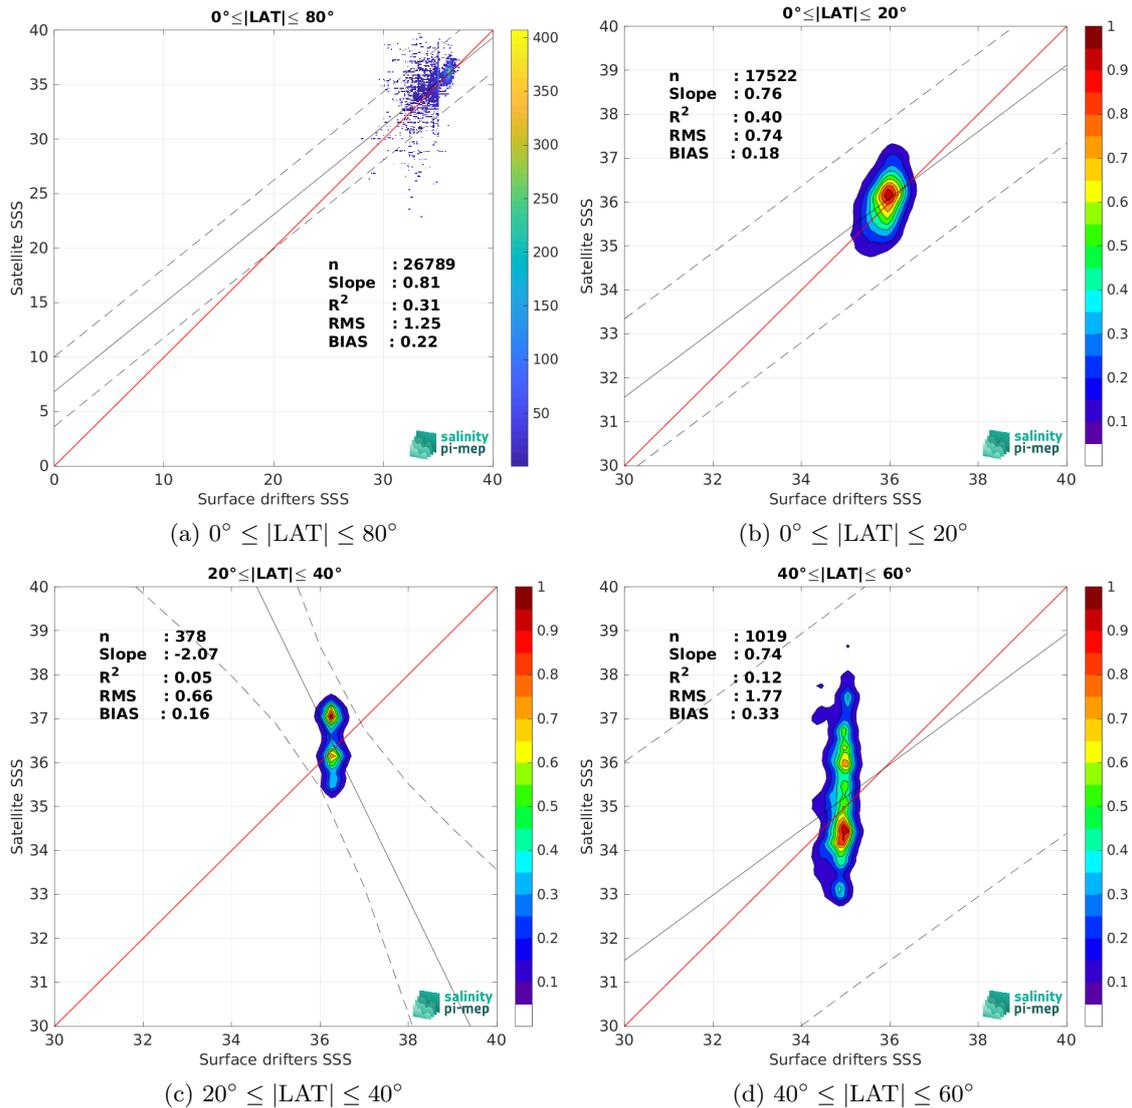 0°≤|LAT|≤ 80°
40
35
30
25
20
15
10
5
0
Satellite SSS
n : 26789
Slope : 0.81
R² : 0.31
RMS : 1.25
BIAS : 0.22
salinity
pi-mep
0 10 20 30 40
Surface drifters SSS
400
350
300
250
200
150
100
50
(a) 0° ≤ |LAT| ≤ 80°
0°≤|LAT|≤ 20°
40
39
38
37
36
35
34
33
32
31
30
Satellite SSS
n : 17522
Slope : 0.76
R² : 0.40
RMS : 0.74
BIAS : 0.18
salinity
pi-mep
30 32 34 36 38 40
Surface drifters SSS
1
0.9
0.8
0.7
0.6
0.5
0.4
0.3
0.2
0.1
(b) 0° ≤ |LAT| ≤ 20°
20°≤|LAT|≤ 40°
40
39
38
37
36
35
34
33
32
31
30
Satellite SSS
n : 378
Slope : -2.07
R² : 0.05
RMS : 0.66
BIAS : 0.16
salinity
pi-mep
30 32 34 36 38 40
Surface drifters SSS
1
0.9
0.8
0.7
0.6
0.5
0.4
0.3
0.2
0.1
(c) 20° ≤ |LAT| ≤ 40°
40°≤|LAT|≤ 60°
40
39
38
37
36
35
34
33
32
31
30
Satellite SSS
n : 1019
Slope : 0.74
R² : 0.12
RMS : 1.77
BIAS : 0.33
salinity
pi-mep
30 32 34 36 38 40
Surface drifters SSS
1
0.9
0.8
0.7
0.6
0.5
0.4
0.3
0.2
0.1
(d) 40° ≤ |LAT| ≤ 60°